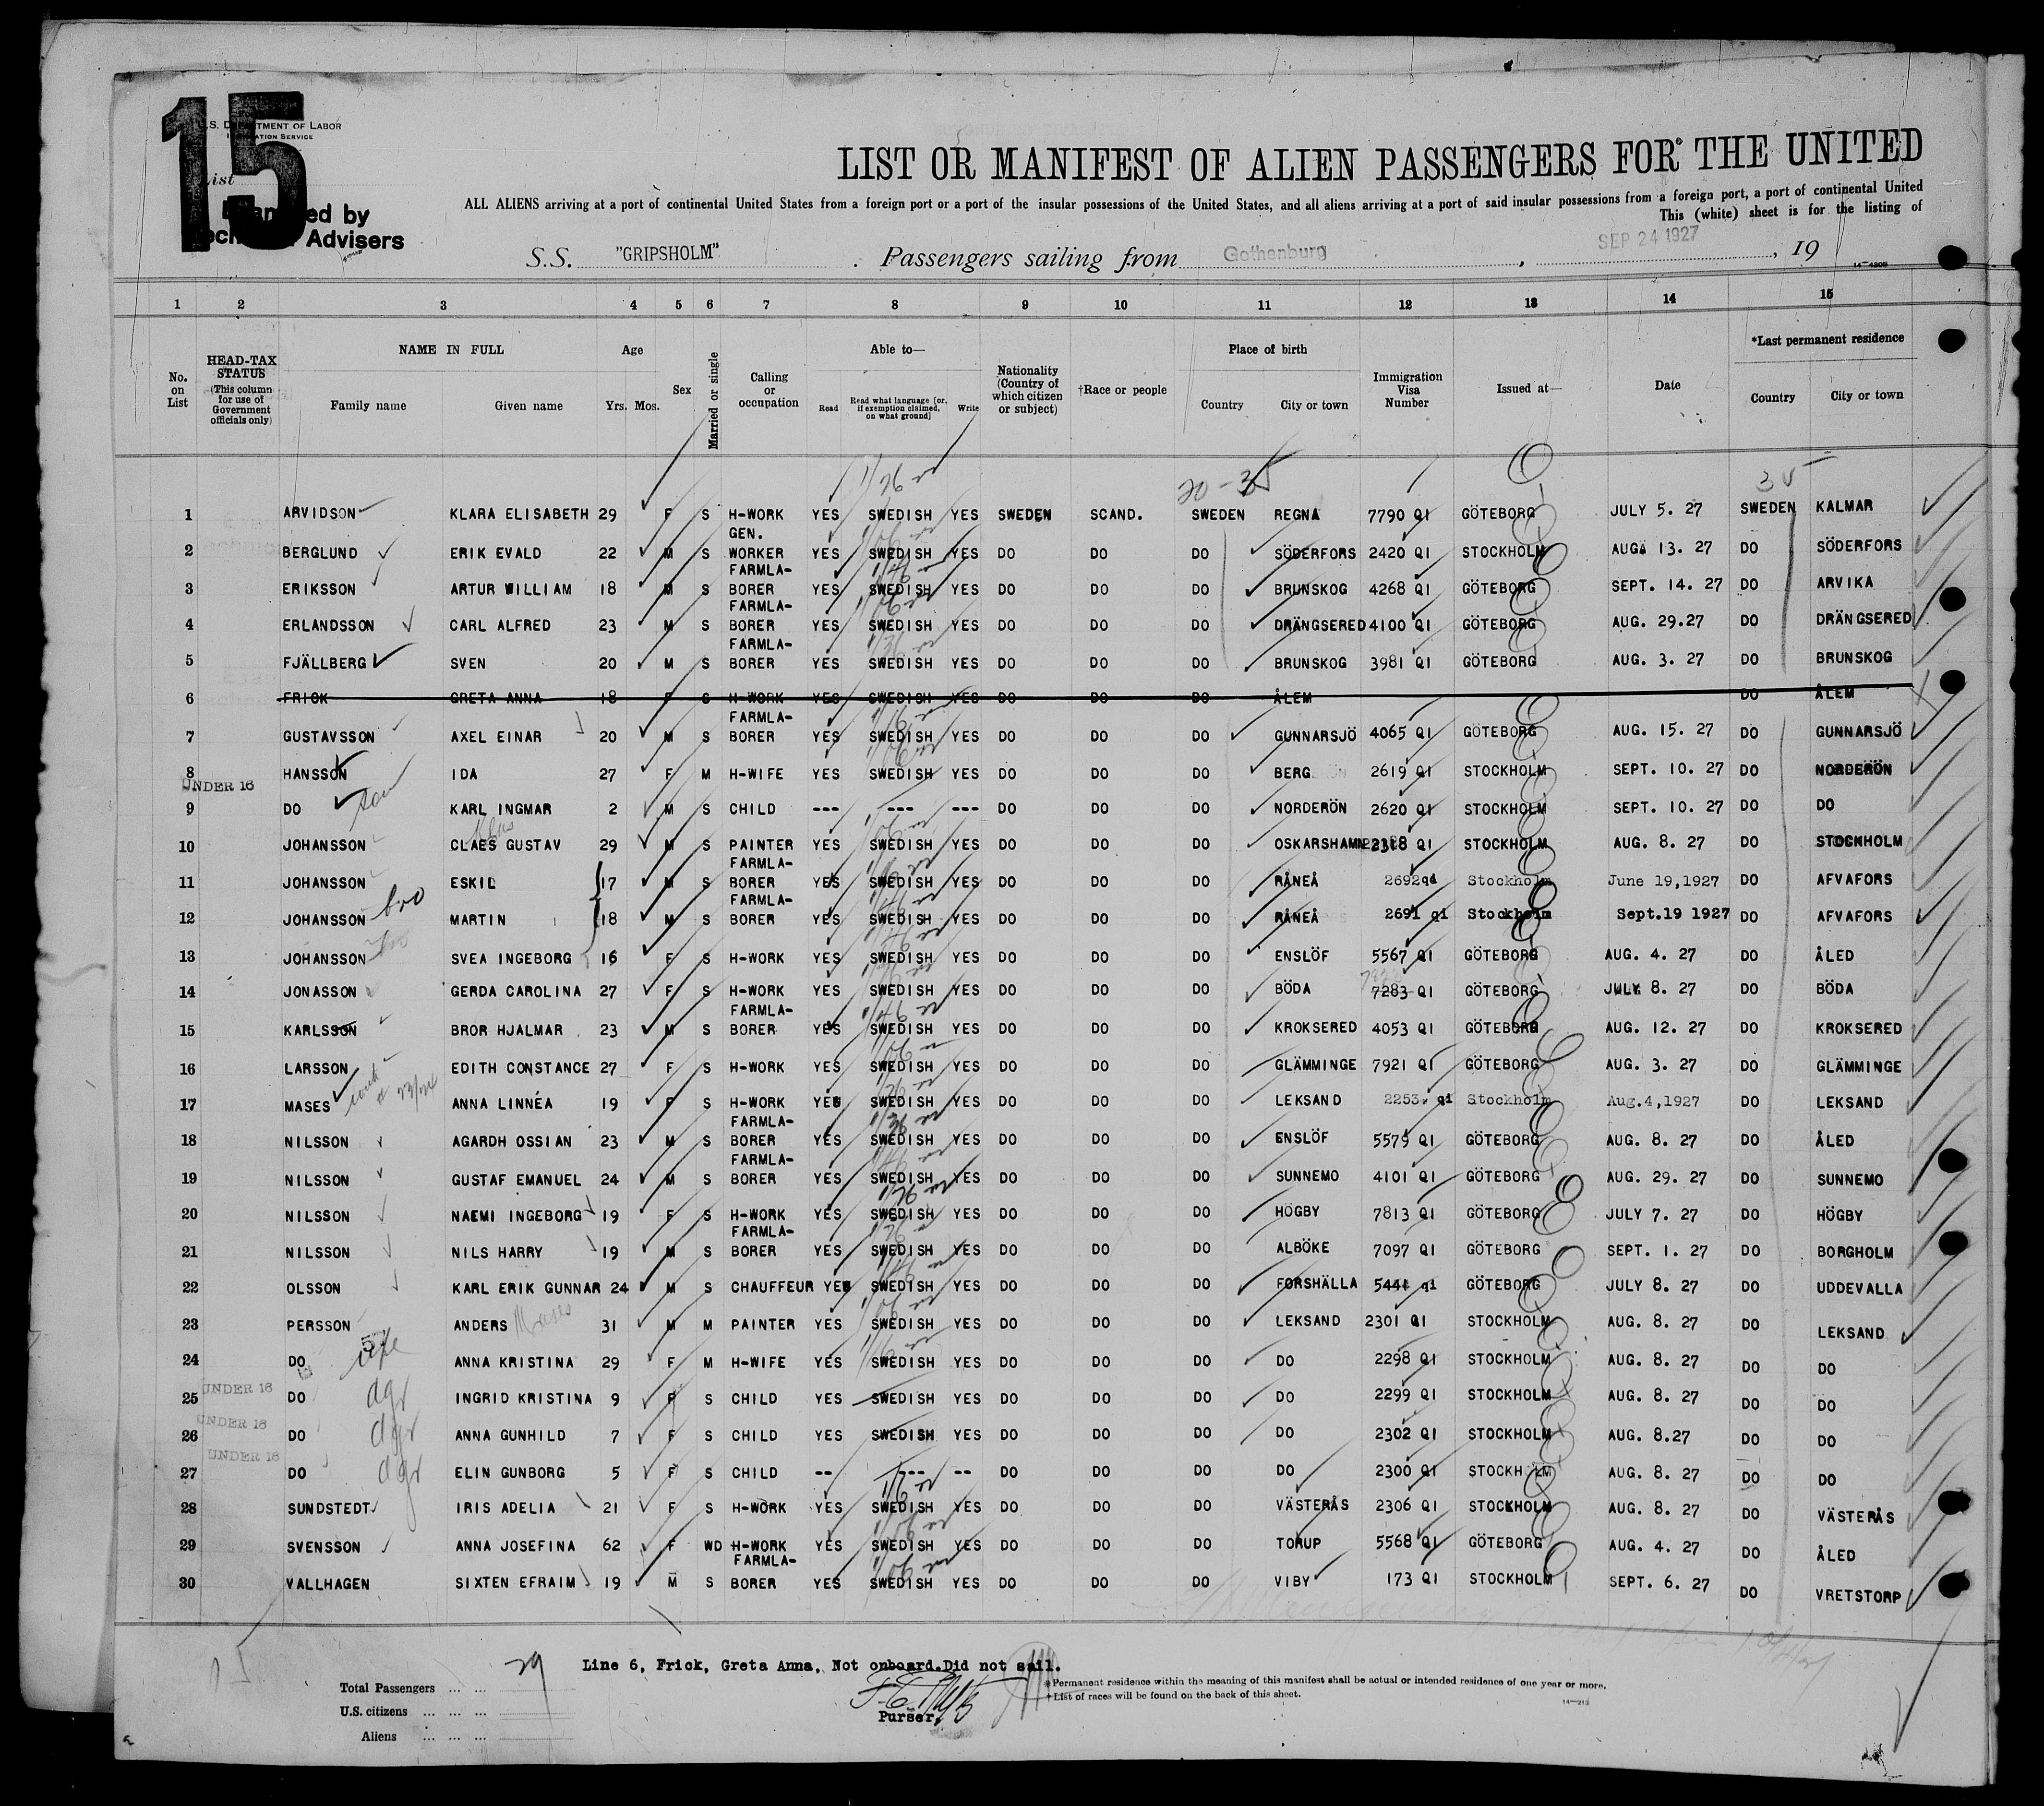 15
U.S. DEPARTMENT OF LABOR
IMMIGRATION SERVICE
List
Examined by
Technical Advisers
LIST OR MANIFEST OF ALIEN PASSENGERS FOR THE UNITED
ALL ALIENS arriving at a port of continental United States from a foreign port or a port of the insular possessions of the United States, and all aliens arriving at a port of said insular possessions from a foreign port, a port of continental United
This (white) sheet is for the listing of
S.S. "GRIPSHOLM" . Passengers sailing from Gothenburg , SEP 24 1927 , 19
1 2 3 4 5 6 7 8 9 10 11 12 13 14 15
No. on List
HEAD-TAX STATUS (This column for use of Government officials only)
NAME IN FULL Family name Given name
Age Yrs. Mos.
Sex
Married or single
Calling or occupation
Able to— Read Read what language [or, if exemption claimed, on what ground] Write
Nationality (Country of which citizen or subject)
†Race or people
Place of birth Country City or town
Immigration Visa Number
Issued at—
Date
*Last permanent residence Country City or town
20 - 35 35
1 ARVIDSON KLARA ELISABETH 29 F S H-WORK YES SWEDISH YES SWEDEN SCAND. SWEDEN REGNA 7790 QI GÖTEBORG JULY 5. 27 SWEDEN KALMAR
2 BERGLUND ERIK EVALD 22 M S GEN. WORKER YES SWEDISH YES DO DO DO SÖDERFORS 2420 QI STOCKHOLM AUG. 13. 27 DO SÖDERFORS
3 ERIKSSON ARTUR WILLIAM 18 M S FARMLA-BORER YES SWEDISH YES DO DO DO BRUNSKOG 4268 QI GÖTEBORG SEPT. 14. 27 DO ARVIKA
4 ERLANDSSON CARL ALFRED 23 M S FARMLA-BORER YES SWEDISH YES DO DO DO DRÄNGSERED 4100 QI GÖTEBORG AUG. 29.27 DO DRÄNGSERED
5 FJÄLLBERG SVEN 20 M S FARMLA-BORER YES SWEDISH YES DO DO DO BRUNSKOG 3981 QI GÖTEBORG AUG. 3. 27 DO BRUNSKOG
6 FRICK GRETA ANNA 18 F S H-WORK YES SWEDISH YES DO DO DO ÅLEM DO ÅLEM
7 GUSTAVSSON AXEL EINAR 20 M S FARMLA-BORER YES SWEDISH YES DO DO DO GUNNARSJÖ 4065 QI GÖTEBORG AUG. 15. 27 DO GUNNARSJÖ
8 HANSSON IDA 27 F M H-WIFE YES SWEDISH YES DO DO DO BERG 2619 QI STOCKHOLM SEPT. 10. 27 DO NORDERÖN
UNDER 16
9 DO son KARL INGMAR 2 M S CHILD --- --- --- DO DO DO NORDERÖN 2620 QI STOCKHOLM SEPT. 10. 27 DO DO
10 JOHANSSON CLAES GUSTAV 29 M S PAINTER YES SWEDISH YES DO DO DO OSKARSHAMN 2318 QI STOCKHOLM AUG. 8. 27 DO STOCKHOLM
11 JOHANSSON ESKIL 17 M S FARMLA-BORER YES SWEDISH YES DO DO DO RÅNEÅ 2692 qi Stockholm June 19,1927 DO AFVAFORS
12 JOHANSSON bro MARTIN 18 M S FARMLA-BORER YES SWEDISH YES DO DO DO RÅNEÅ 2691 qi Stockholm Sept.19 1927 DO AFVAFORS
13 JOHANSSON SVEA INGEBORG 16 F S H-WORK YES SWEDISH YES DO DO DO ENSLÖF 5567 QI GÖTEBORG AUG. 4. 27 DO ÅLED
14 JONASSON GERDA CAROLINA 27 F S H-WORK YES SWEDISH YES DO DO DO BÖDA 7283 QI GÖTEBORG JULY 8. 27 DO BÖDA
15 KARLSSON BROR HJALMAR 23 M S FARMLA-BORER YES SWEDISH YES DO DO DO KROKSERED 4053 QI GÖTEBORG AUG. 12. 27 DO KROKSERED
16 LARSSON EDITH CONSTANCE 27 F S H-WORK YES SWEDISH YES DO DO DO GLÄMMINGE 7921 QI GÖTEBORG AUG. 3. 27 DO GLÄMMINGE
17 MASES ANNA LINNÉA 19 F S H-WORK YES SWEDISH YES DO DO DO LEKSAND 2253 qi Stockholm Aug.4,1927 DO LEKSAND
18 NILSSON AGARDH OSSIAN 23 M S FARMLA-BORER YES SWEDISH YES DO DO DO ENSLÖF 5579 QI GÖTEBORG AUG. 8. 27 DO ÅLED
19 NILSSON GUSTAF EMANUEL 24 M S FARMLA-BORER YES SWEDISH YES DO DO DO SUNNEMO 4101 QI GÖTEBORG AUG. 29. 27 DO SUNNEMO
20 NILSSON NAEMI INGEBORG 19 F S H-WORK YES SWEDISH YES DO DO DO HÖGBY 7813 QI GÖTEBORG JULY 7. 27 DO HÖGBY
21 NILSSON NILS HARRY 19 M S FARMLA-BORER YES SWEDISH YES DO DO DO ALBÖKE 7097 QI GÖTEBORG SEPT. 1. 27 DO BORGHOLM
22 OLSSON KARL ERIK GUNNAR 24 M S CHAUFFEUR YES SWEDISH YES DO DO DO FORSHÄLLA 5441 qi GÖTEBORG JULY 8. 27 DO UDDEVALLA
23 PERSSON ANDERS Mases 31 M M PAINTER YES SWEDISH YES DO DO DO LEKSAND 2301 QI STOCKHOLM AUG. 8. 27 DO LEKSAND
24 DO wife ANNA KRISTINA 29 F M H-WIFE YES SWEDISH YES DO DO DO DO 2298 QI STOCKHOLM AUG. 8. 27 DO DO
UNDER 16
25 DO dgr INGRID KRISTINA 9 F S CHILD YES SWEDISH YES DO DO DO DO 2299 QI STOCKHOLM AUG. 8. 27 DO DO
UNDER 16
26 DO dgr ANNA GUNHILD 7 F S CHILD YES SWEDISH YES DO DO DO DO 2302 QI STOCKHOLM AUG. 8.27 DO DO
UNDER 16
27 DO dgr ELIN GUNBORG 5 F S CHILD -- --- -- DO DO DO DO 2300 QI STOCKHOLM AUG. 8. 27 DO DO
28 SUNDSTEDT IRIS ADELIA 21 F S H-WORK YES SWEDISH YES DO DO DO VÄSTERÅS 2306 QI STOCKHOLM AUG. 8. 27 DO VÄSTERÅS
29 SVENSSON ANNA JOSEFINA 62 F WD H-WORK YES SWEDISH YES DO DO DO TORUP 5568 QI GÖTEBORG AUG. 4. 27 DO ÅLED
30 VALLHAGEN SIXTEN EFRAIM 19 M S FARMLA-BORER YES SWEDISH YES DO DO DO VIBY 173 QI STOCKHOLM SEPT. 6. 27 DO VRETSTORP
Line 6, Frick, Greta Anna, Not onboard.Did not sail.
Purser.
Total Passengers ... ... 29
U.S. citizens ... ... ...
Aliens ... ... ...
*Permanent residence within the meaning of this manifest shall be actual or intended residence of one year or more.
†List of races will be found on the back of this sheet.